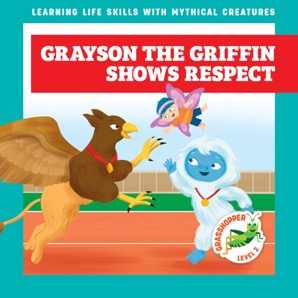 LEARNING LIFE SKILLS WITH MYTHICAL CREATURES
GRAYSON THE GRIFFIN
SHOWS RESPECT
GRASSHOPPER
LEVEL 2